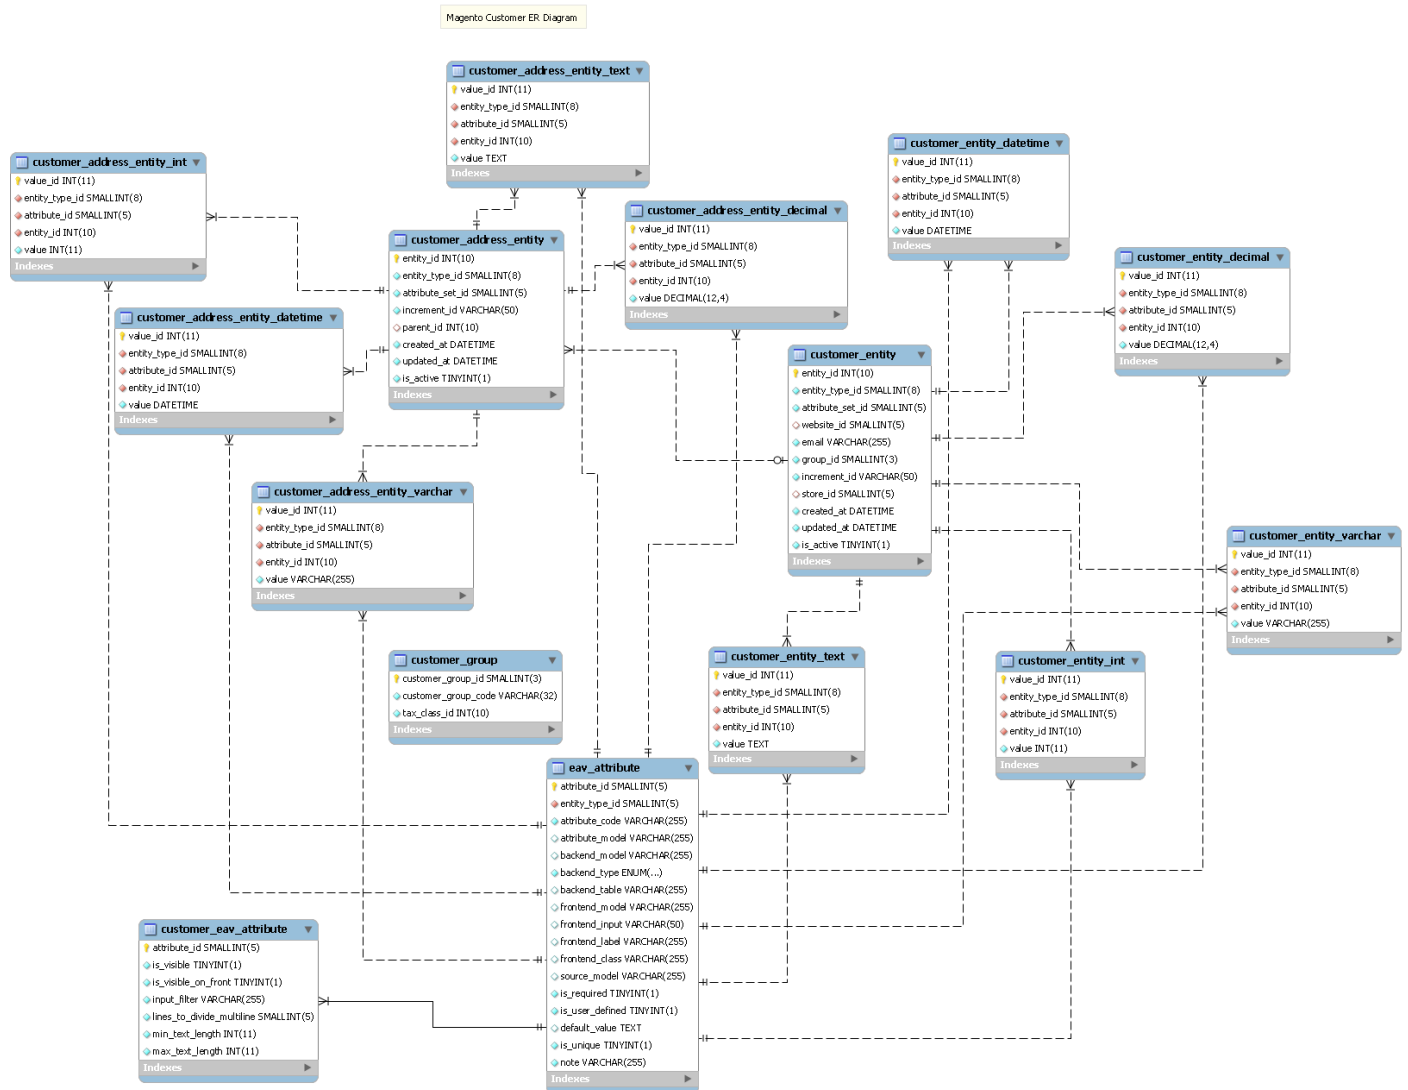 Magento Customer ER Diagram
customer_address_entity_text
value_id INT(11)
entity_type_id SMALLINT(8)
attribute_id SMALLINT(5)
entity_id INT(10)
value TEXT
Indexes
customer_entity_datetime
value_id INT(11)
entity_type_id SMALLINT(8)
attribute_id SMALLINT(5)
entity_id INT(10)
value DATETIME
Indexes
customer_address_entity_int
value_id INT(11)
entity_type_id SMALLINT(8)
attribute_id SMALLINT(5)
entity_id INT(10)
value INT(11)
Indexes
customer_address_entity_decimal
value_id INT(11)
entity_type_id SMALLINT(8)
attribute_id SMALLINT(5)
entity_id INT(10)
value DECIMAL(12,4)
Indexes
customer_address_entity
entity_id INT(10)
entity_type_id SMALLINT(8)
attribute_set_id SMALLINT(5)
increment_id VARCHAR(50)
parent_id INT(10)
created_at DATETIME
updated_at DATETIME
is_active TINYINT(1)
Indexes
customer_entity_decimal
value_id INT(11)
entity_type_id SMALLINT(8)
attribute_id SMALLINT(5)
entity_id INT(10)
value DECIMAL(12,4)
Indexes
customer_address_entity_datetime
value_id INT(11)
entity_type_id SMALLINT(8)
attribute_id SMALLINT(5)
entity_id INT(10)
value DATETIME
Indexes
customer_entity
entity_id INT(10)
entity_type_id SMALLINT(8)
attribute_set_id SMALLINT(5)
website_id SMALLINT(5)
email VARCHAR(255)
group_id SMALLINT(3)
increment_id VARCHAR(50)
store_id SMALLINT(5)
created_at DATETIME
updated_at DATETIME
is_active TINYINT(1)
Indexes
customer_address_entity_varchar
value_id INT(11)
entity_type_id SMALLINT(8)
attribute_id SMALLINT(5)
entity_id INT(10)
value VARCHAR(255)
Indexes
customer_entity_varchar
value_id INT(11)
entity_type_id SMALLINT(8)
attribute_id SMALLINT(5)
entity_id INT(10)
value VARCHAR(255)
Indexes
customer_group
customer_group_id SMALLINT(3)
customer_group_code VARCHAR(32)
tax_class_id INT(10)
Indexes
customer_entity_text
value_id INT(11)
entity_type_id SMALLINT(8)
attribute_id SMALLINT(5)
entity_id INT(10)
value TEXT
Indexes
customer_entity_int
value_id INT(11)
entity_type_id SMALLINT(8)
attribute_id SMALLINT(5)
entity_id INT(10)
value INT(11)
Indexes
eav_attribute
attribute_id SMALLINT(5)
entity_type_id SMALLINT(5)
attribute_code VARCHAR(255)
attribute_model VARCHAR(255)
backend_model VARCHAR(255)
backend_type ENUM(...)
backend_table VARCHAR(255)
frontend_model VARCHAR(255)
frontend_input VARCHAR(50)
frontend_label VARCHAR(255)
frontend_class VARCHAR(255)
source_model VARCHAR(255)
is_required TINYINT(1)
is_user_defined TINYINT(1)
default_value TEXT
is_unique TINYINT(1)
note VARCHAR(255)
Indexes
customer_eav_attribute
attribute_id SMALLINT(5)
is_visible TINYINT(1)
is_visible_on_front TINYINT(1)
input_filter VARCHAR(255)
lines_to_divide_multiline SMALLINT(5)
min_text_length INT(11)
max_text_length INT(11)
Indexes